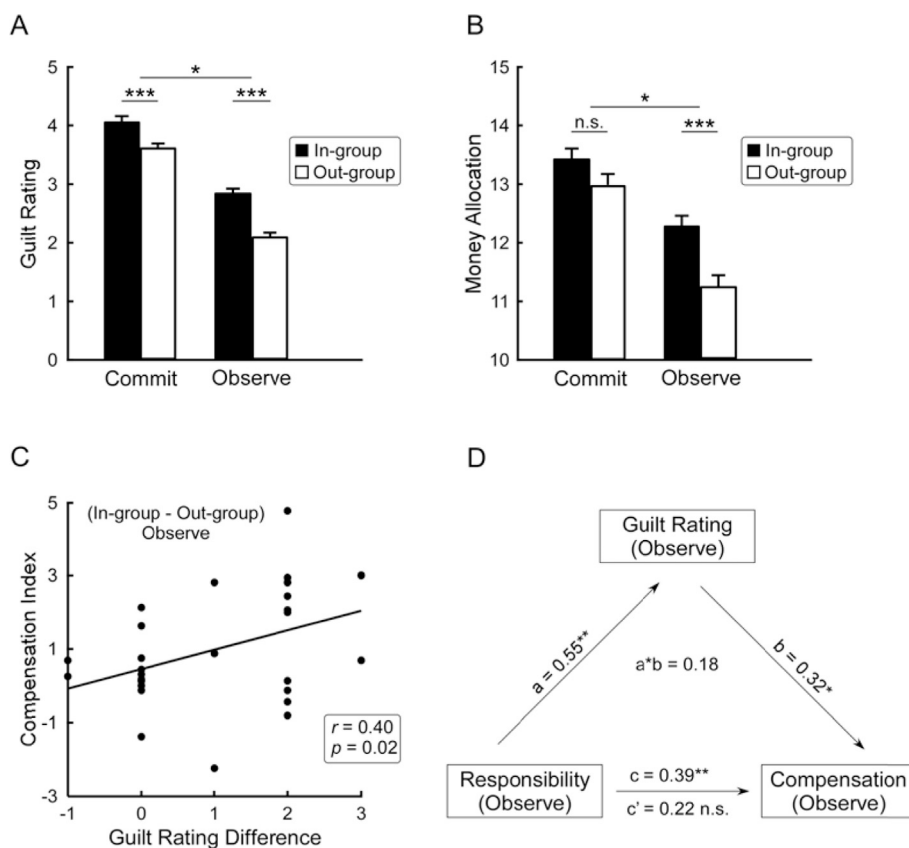 A
5
4
3
2
1
0
Guilt Rating
*
***
***
In-group
Out-group
Commit
Observe
B
15
14
13
12
11
10
Money Allocation
*
n.s.
***
In-group
Out-group
Commit
Observe
C
5
3
1
-1
-3
Compensation Index
(In-group - Out-group)
Observe
r = 0.40
p = 0.02
-1
0
1
2
3
Guilt Rating Difference
D
Guilt Rating
(Observe)
a = 0.55**
a*b = 0.18
b = 0.32*
Responsibility
(Observe)
c = 0.39**
c' = 0.22 n.s.
Compensation
(Observe)